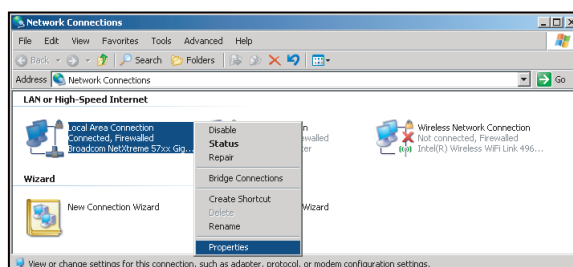 Network Connections
File Edit View Favorites Tools Advanced Help
Back Search Folders
Address Network Connections Go
LAN or High-Speed Internet
Local Area Connection
Connected, Firewalled
Broadcom NetXtreme 57xx Gig...
Disable
Status
Repair
Bridge Connections
Create Shortcut
Delete
Rename
Properties
n
ewalled
ter
Wireless Network Connection
Not connected, Firewalled
Intel(R) Wireless WiFi Link 496...
Wizard
New Connection Wizard
Wizard
View or change settings for this connection, such as adapter, protocol, or modem configuration settings.